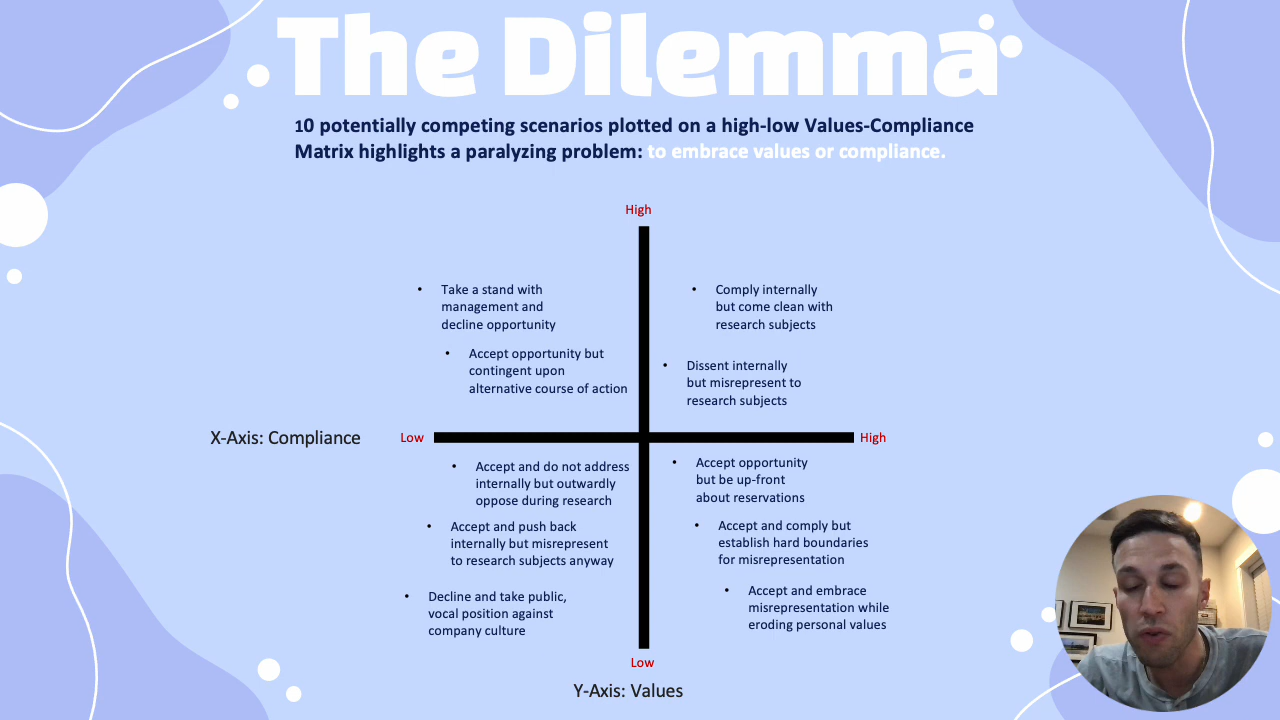 The Dilemma
10 potentially competing scenarios plotted on a high-low Values-Compliance
Matrix highlights a paralyzing problem: to embrace values or compliance.
High
• Take a stand with
management and
decline opportunity
• Comply internally
but come clean with
research subjects
• Accept opportunity but
contingent upon
alternative course of action
• Dissent internally
but misrepresent to
research subjects
X-Axis: Compliance
Low
High
• Accept and do not address
internally but outwardly
oppose during research
• Accept opportunity
but be up-front
about reservations
• Accept and push back
internally but misrepresent
to research subjects anyway
• Accept and comply but
establish hard boundaries
for misrepresentation
• Decline and take public,
vocal position against
company culture
• Accept and embrace
misrepresentation while
eroding personal values
Low
Y-Axis: Values